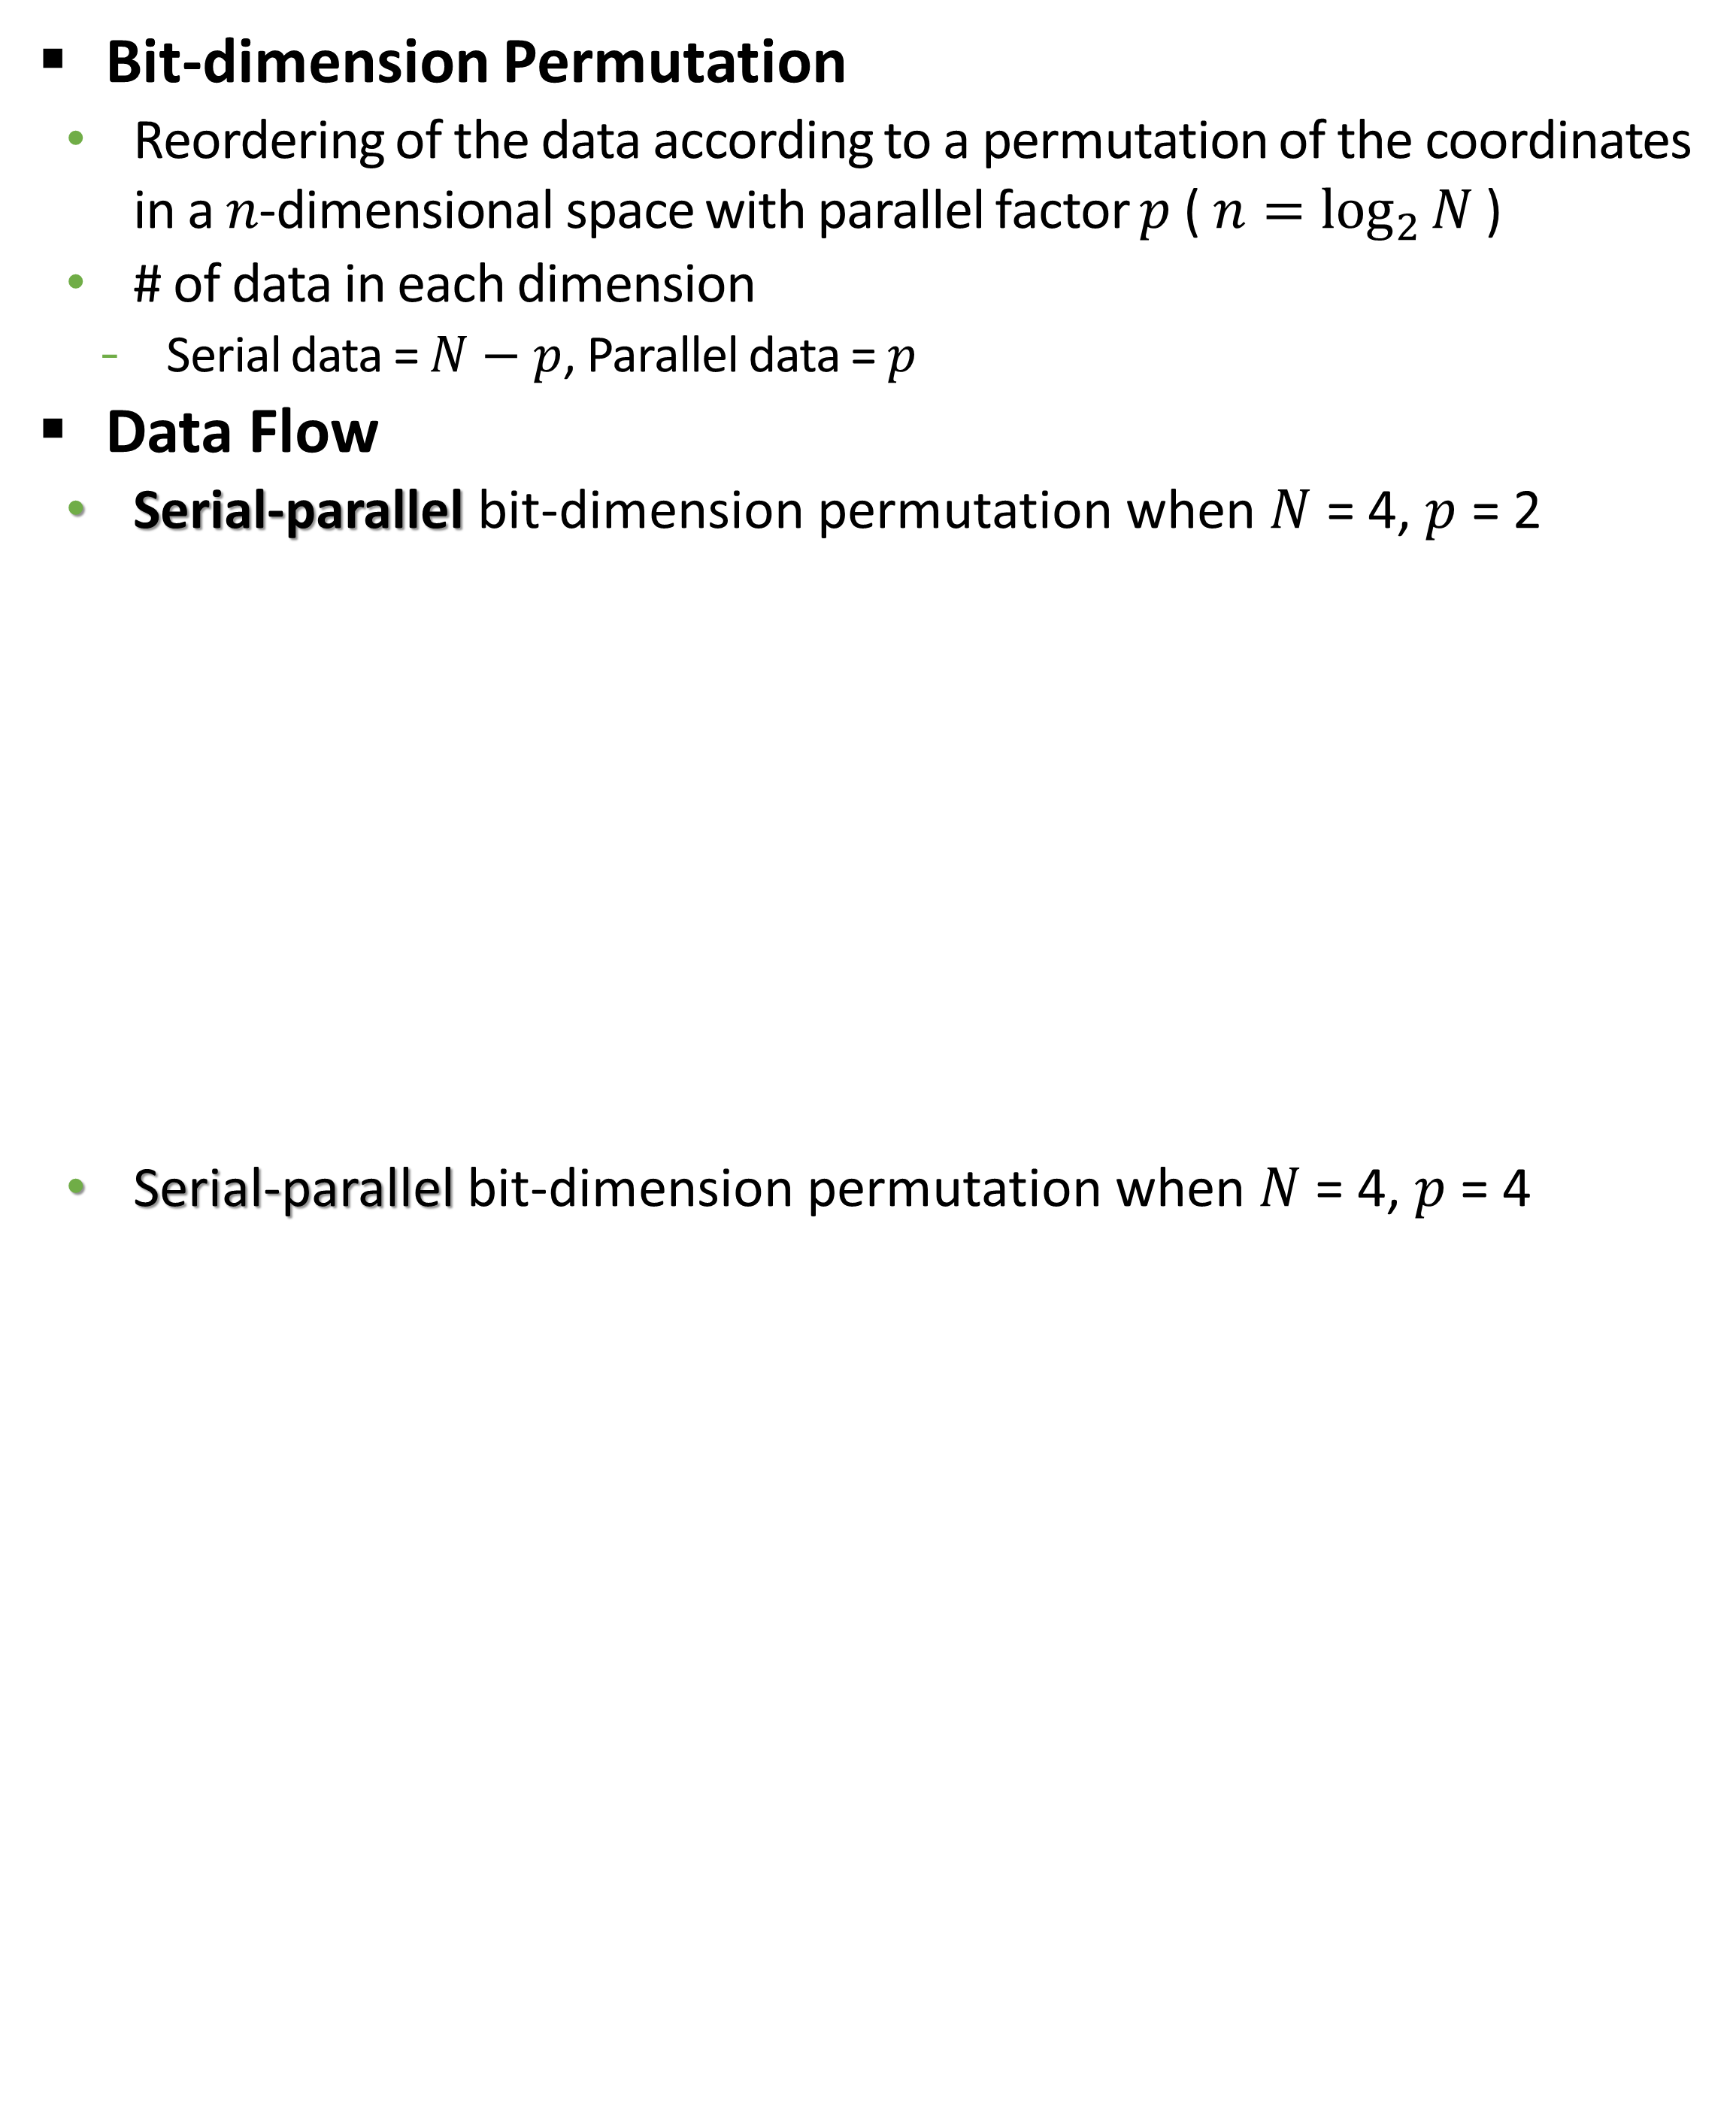 ▪ Bit-dimension Permutation
• Reordering of the data according to a permutation of the coordinates
in a n-dimensional space with parallel factor p ( n = log₂ N )
• # of data in each dimension
- Serial data = N − p, Parallel data = p
▪ Data Flow
• Serial-parallel bit-dimension permutation when N = 4, p = 2
• Serial-parallel bit-dimension permutation when N = 4, p = 4